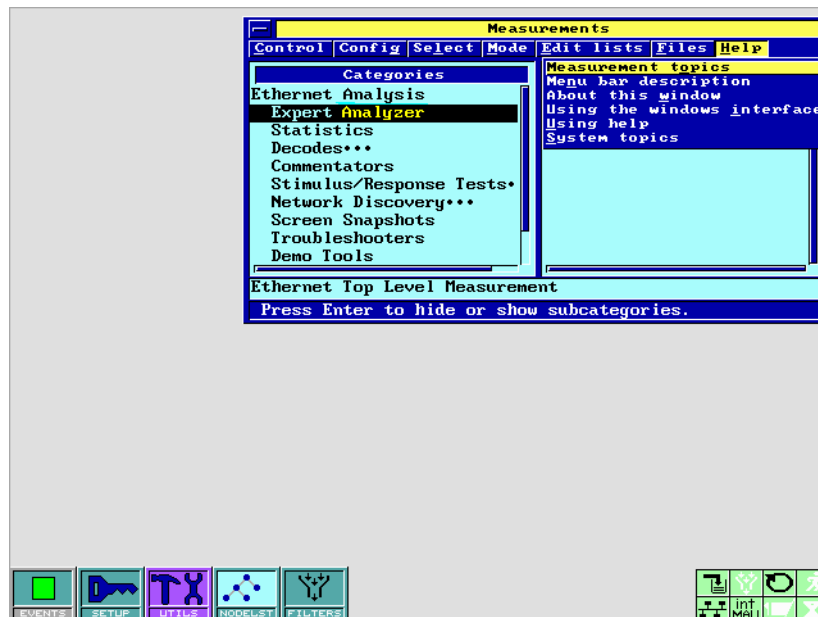 Measurements
Control Config Select Mode Edit lists Files Help
Categories
Ethernet Analysis
Expert Analyzer
Statistics
Decodes•••
Commentators
Stimulus/Response Tests•
Network Discovery•••
Screen Snapshots
Troubleshooters
Demo Tools
Measurement topics
Menu bar description
About this window
Using the windows interface
Using help
System topics
Ethernet Top Level Measurement
Press Enter to hide or show subcategories.
EVENTS SETUP UTILS NODELST FILTERS
int
MAU